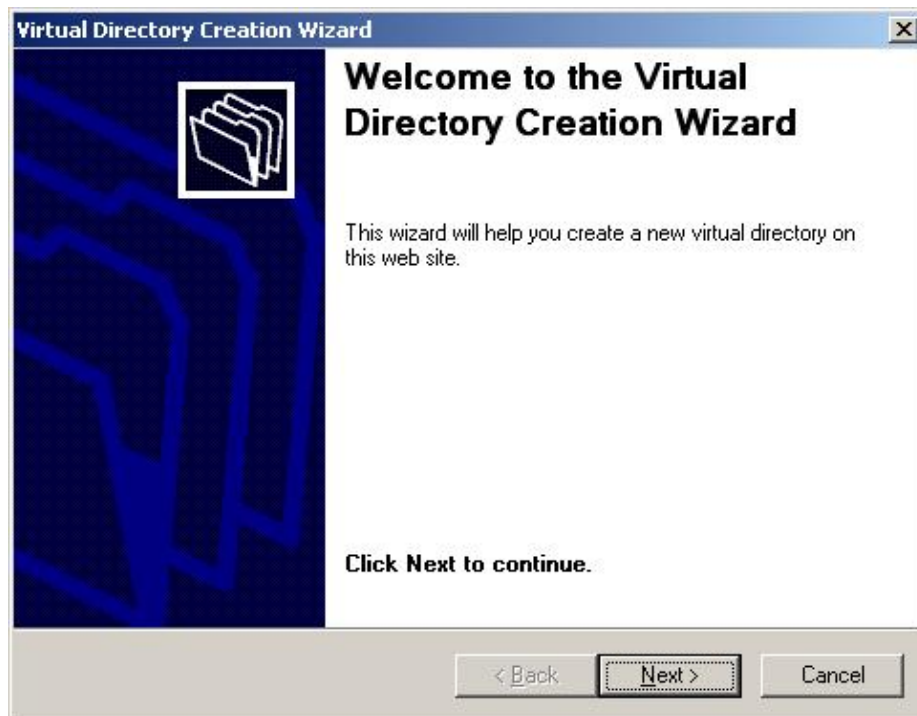 Virtual Directory Creation Wizard
Welcome to the Virtual
Directory Creation Wizard
This wizard will help you create a new virtual directory on
this web site.
Click Next to continue.
< Back
Next >
Cancel